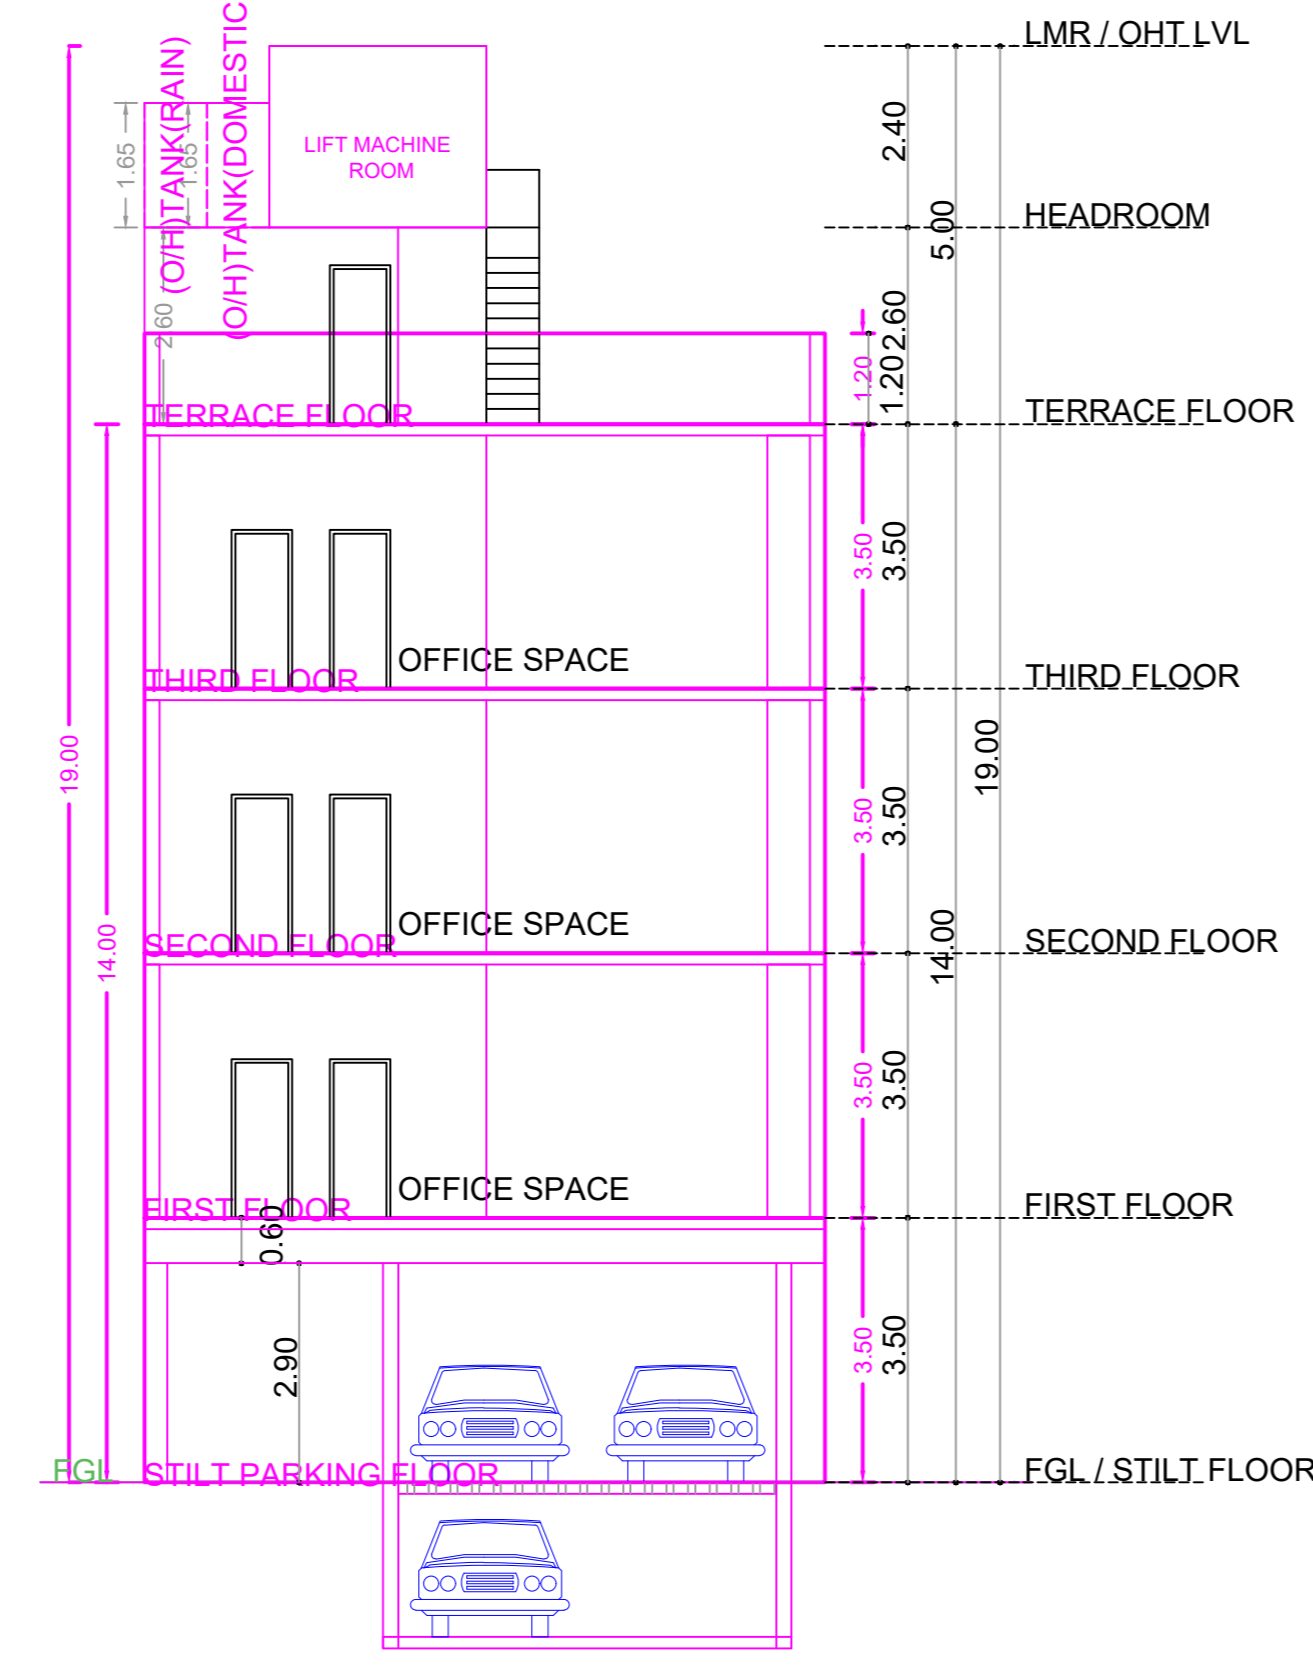 LMR / OHT LVL
(O/H)TANK(RAIN)
(O/H)TANK(DOMESTIC
LIFT MACHINE
ROOM
1.65
1.65
2.40
HEADROOM
5.00
2.60
2.60
1.20
1.20
TERRACE FLOOR
TERRACE FLOOR
3.50
3.50
OFFICE SPACE
THIRD FLOOR
THIRD FLOOR
19.00
19.00
3.50
3.50
OFFICE SPACE
SECOND FLOOR
SECOND FLOOR
14.00
14.00
3.50
3.50
OFFICE SPACE
FIRST FLOOR
FIRST FLOOR
0.60
2.90
3.50
3.50
FGL
STILT PARKING FLOOR
FGL / STILT FLOOR